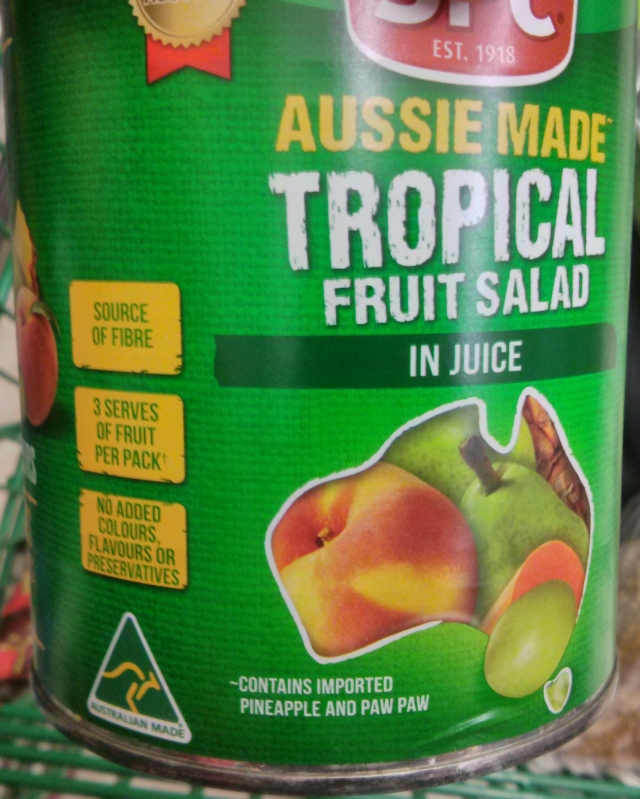 SPC®
EST. 1918
AUSSIE MADE~
TROPICAL
FRUIT SALAD
IN JUICE
SOURCE
OF FIBRE
3 SERVES
OF FRUIT
PER PACK†
NO ADDED
COLOURS,
FLAVOURS OR
PRESERVATIVES
AUSTRALIAN MADE
~CONTAINS IMPORTED
PINEAPPLE AND PAW PAW